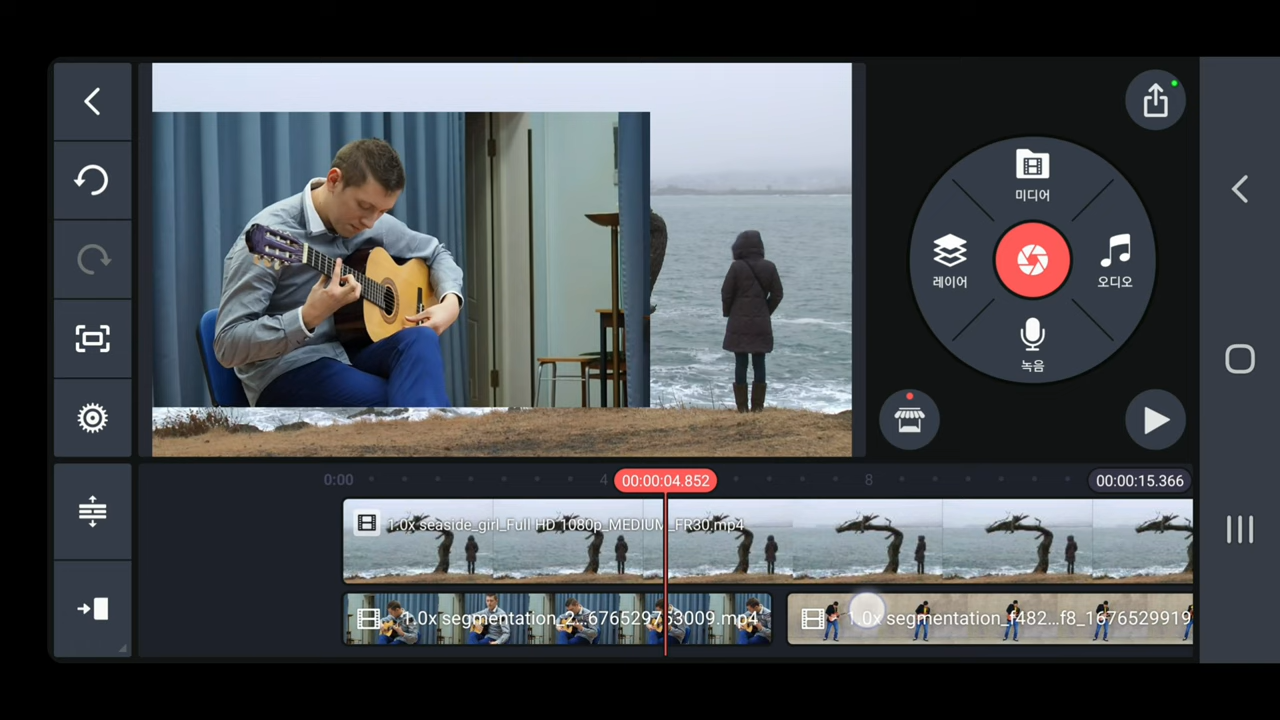 미디어
레이어
오디오
녹음
0:00
4
00:00:04.852
8
00:00:15.366
1.0x seaside_girl_Full HD 1080p_MEDIUM_FR30.mp4
1.0x segmentation_2...676529753009.mp4
1.0x segmentation_f482...f8_1676529919